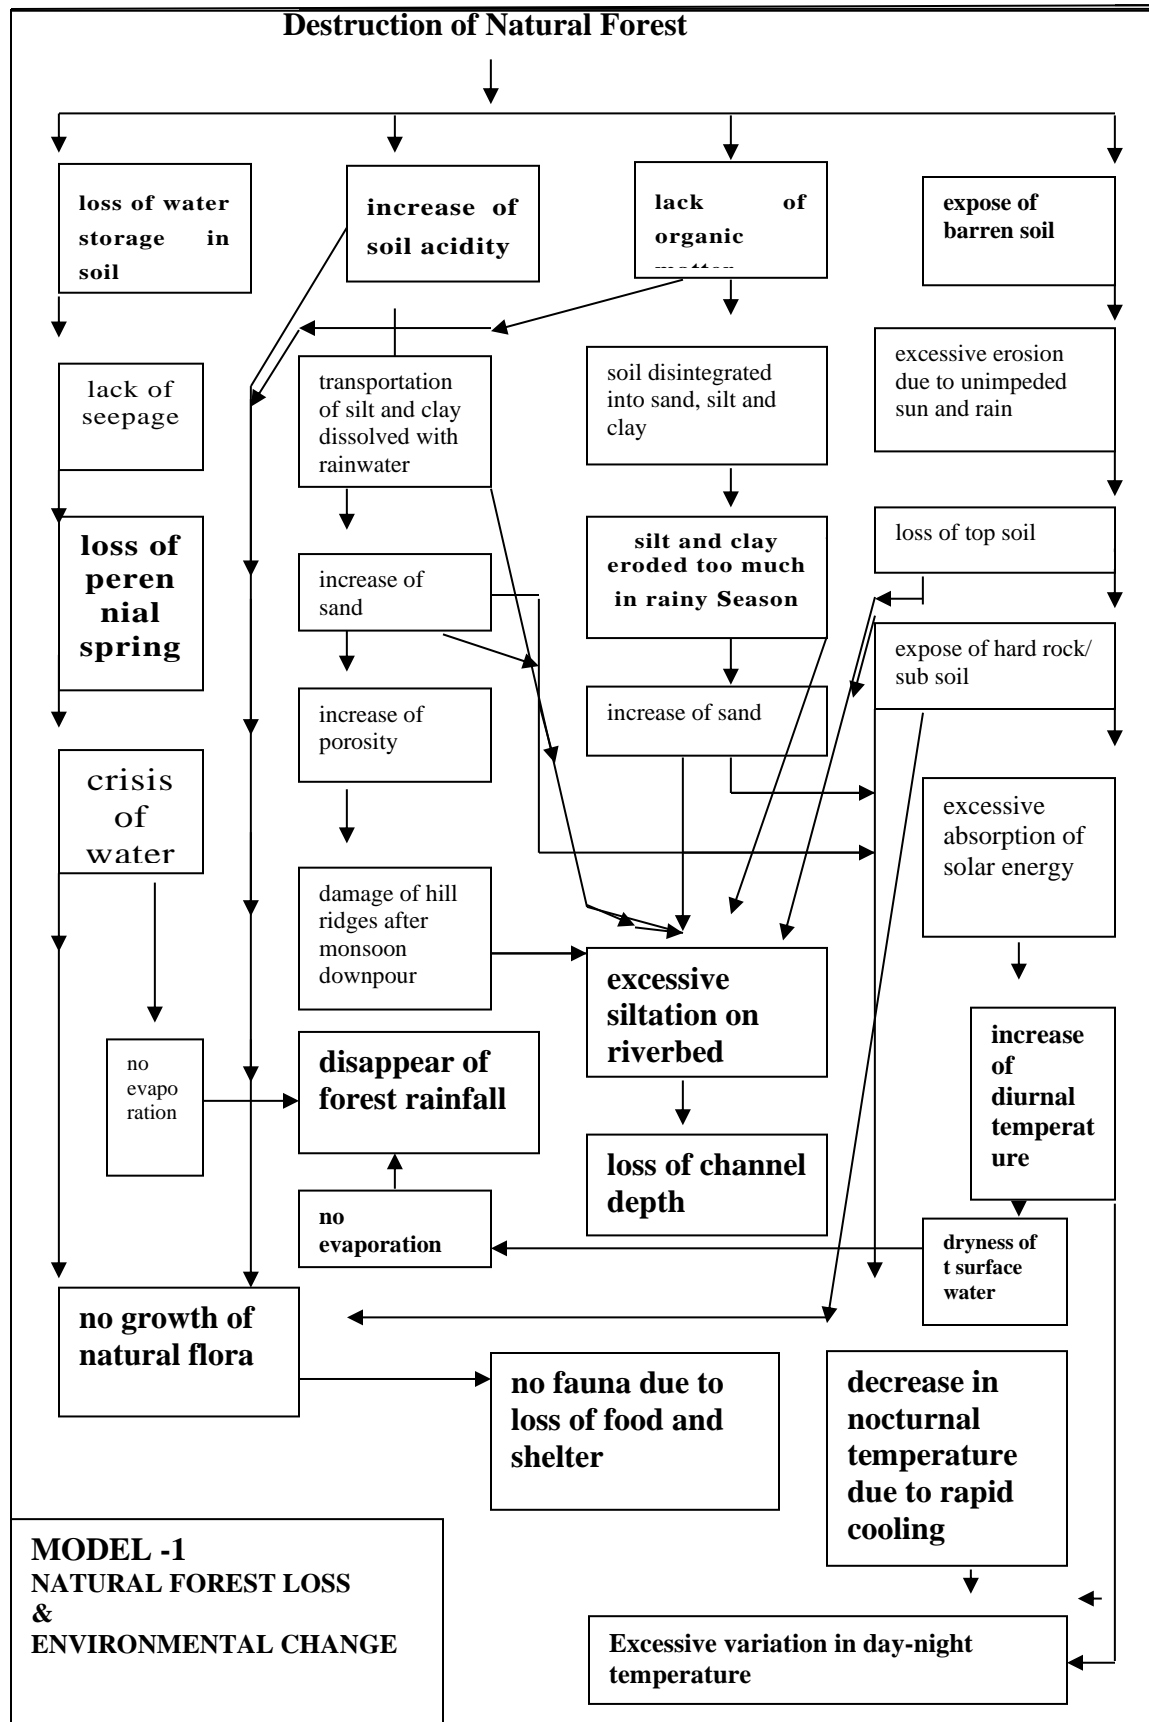 Destruction of Natural Forest
loss of water
storage in
soil
increase of
soil acidity
lack of
organic
matter
expose of
barren soil
lack of
seepage
transportation
of silt and clay
dissolved with
rainwater
soil disintegrated
into sand, silt and
clay
excessive erosion
due to unimpeded
sun and rain
loss of
peren
nial
spring
increase of
sand
silt and clay
eroded too much
in rainy Season
loss of top soil
expose of hard rock/
sub soil
increase of
porosity
increase of sand
crisis
of
water
excessive
absorption of
solar energy
damage of hill
ridges after
monsoon
downpour
excessive
siltation on
riverbed
increase
of
diurnal
temperat
ure
no
evapo
ration
disappear of
forest rainfall
loss of channel
depth
no
evaporation
dryness of
t surface
water
no growth of
natural flora
no fauna due to
loss of food and
shelter
decrease in
nocturnal
temperature
due to rapid
cooling
MODEL -1
NATURAL FOREST LOSS
&
ENVIRONMENTAL CHANGE
Excessive variation in day-night
temperature